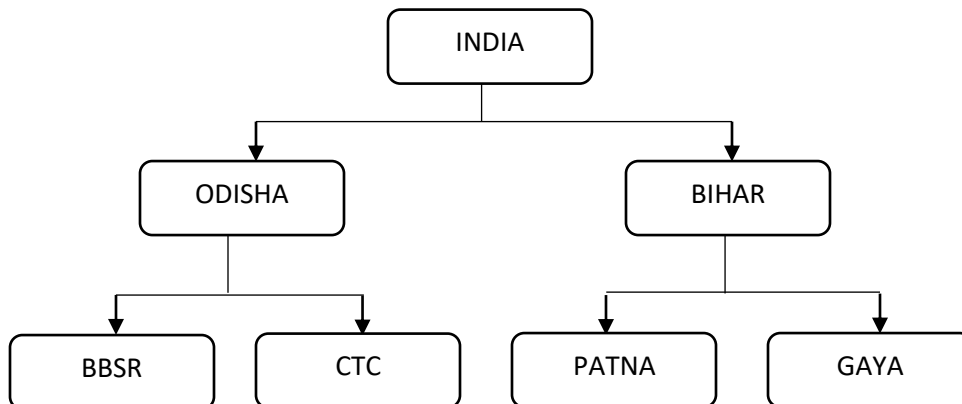 INDIA
ODISHA
BIHAR
BBSR
CTC
PATNA
GAYA